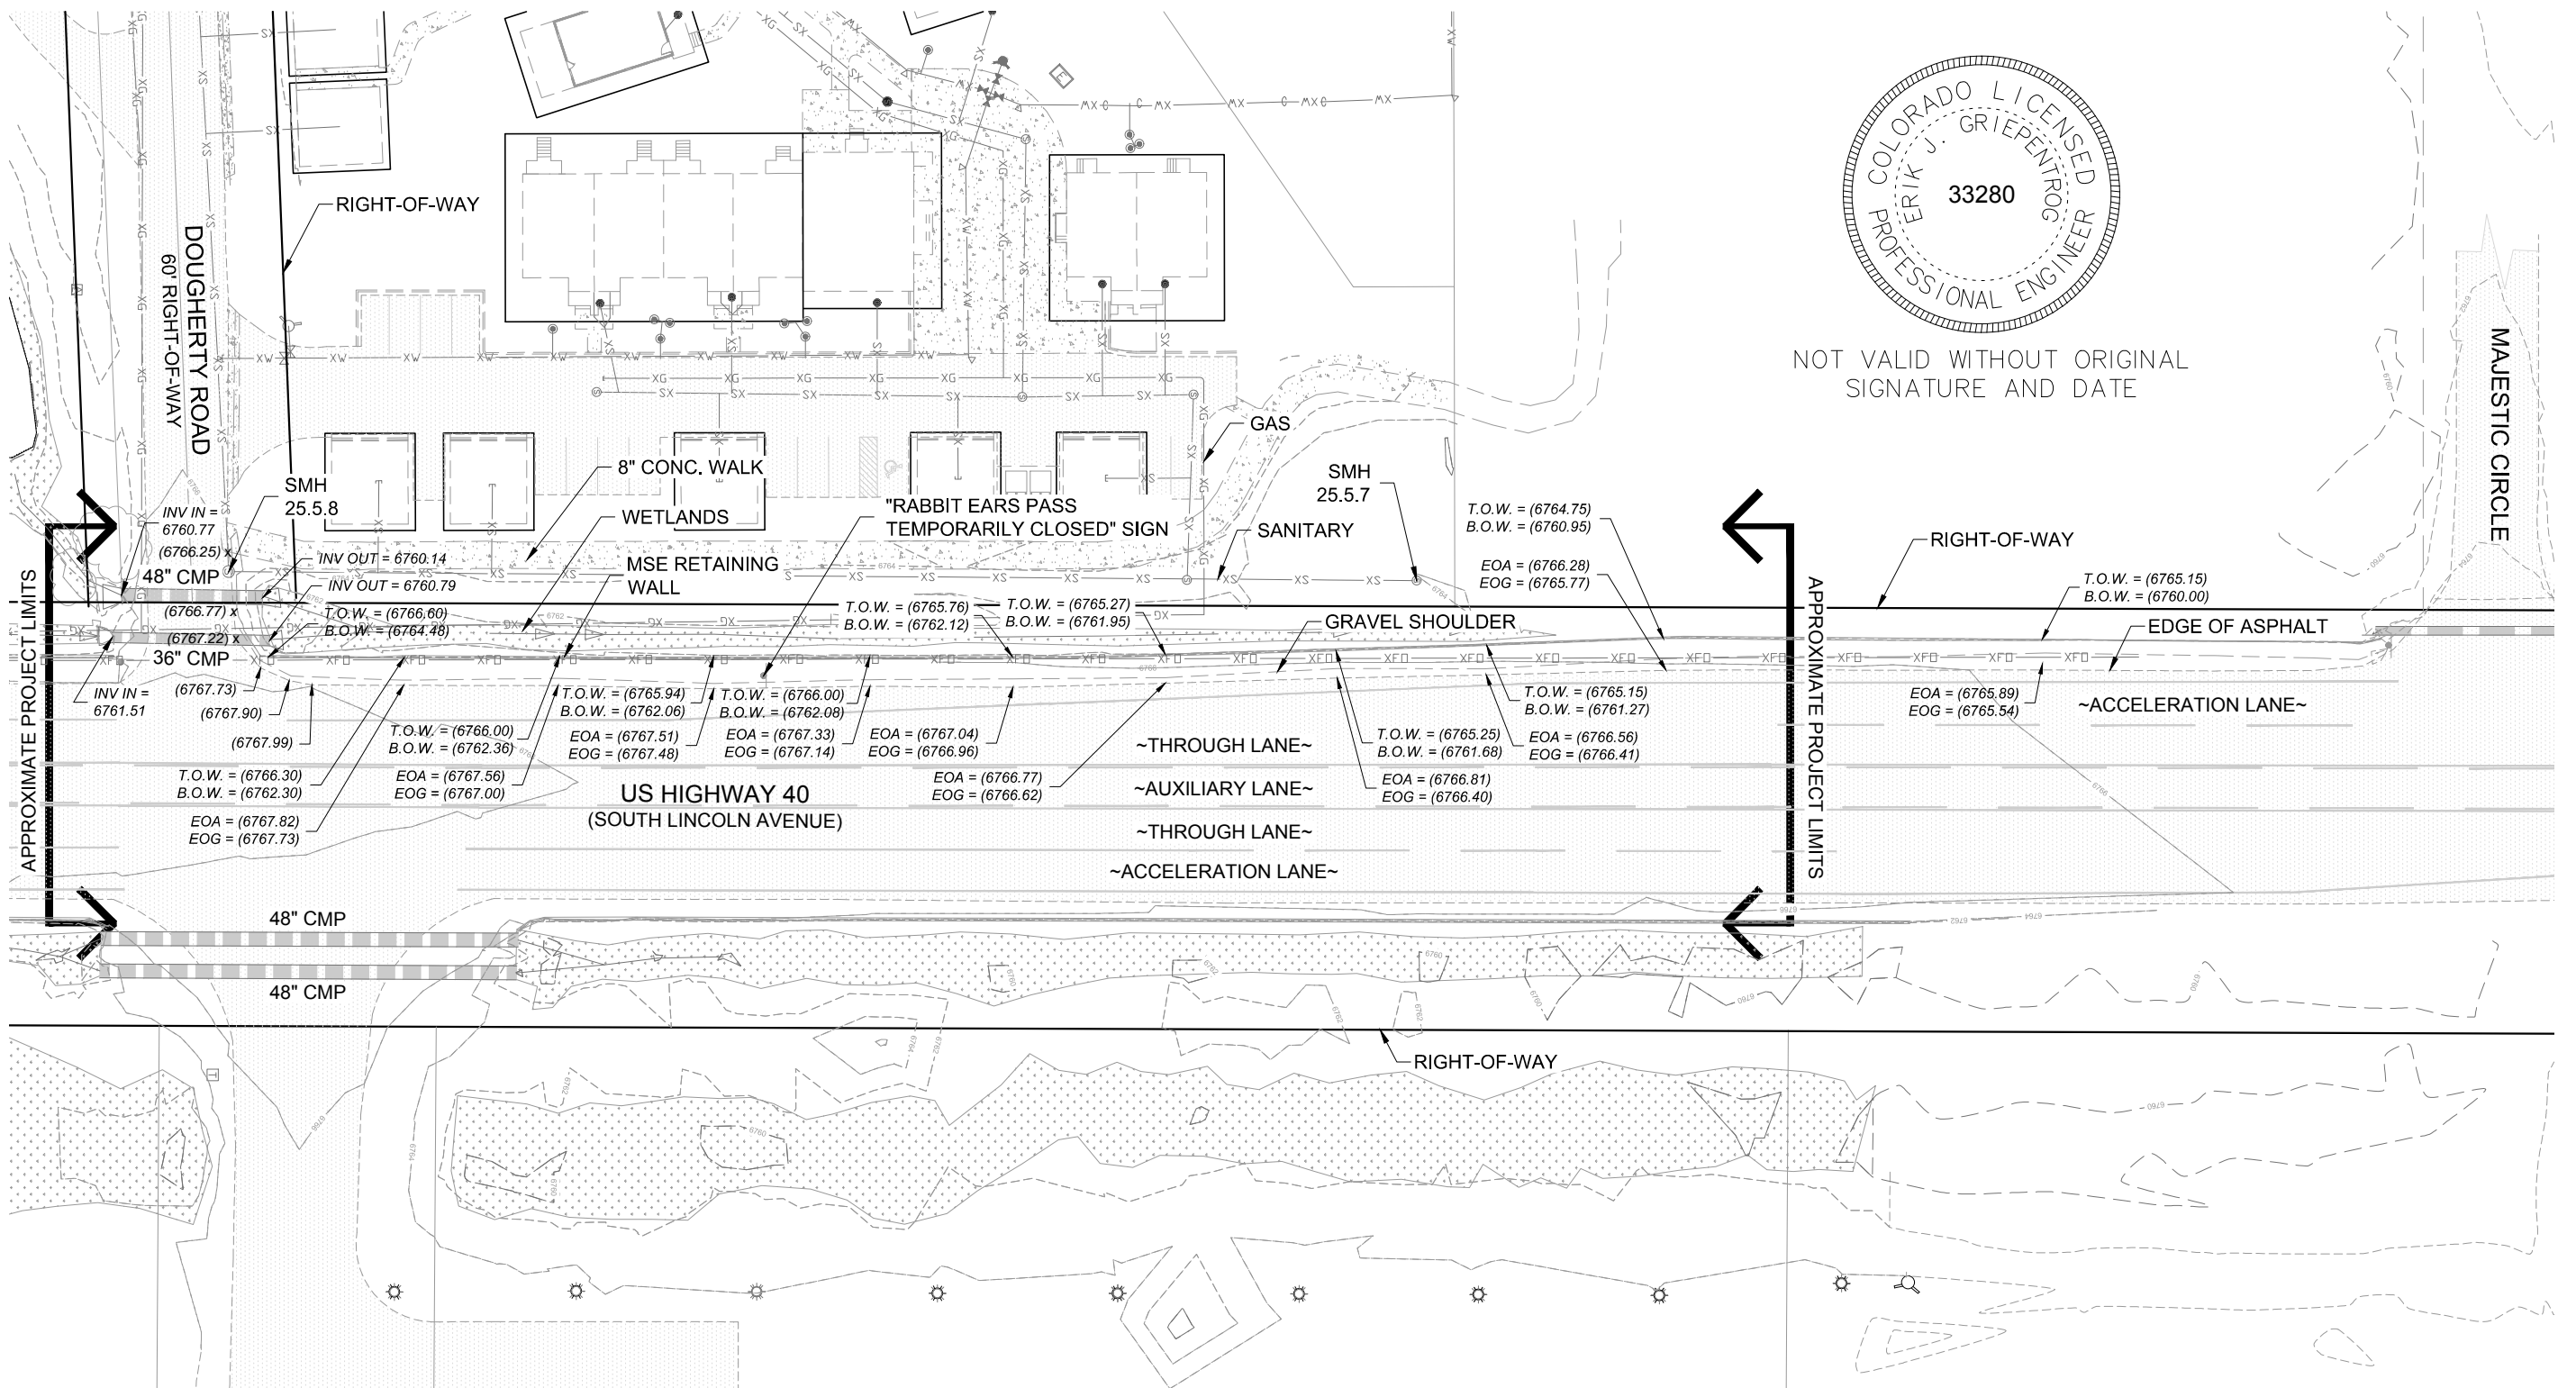 COLORADO LICENSED
PROFESSIONAL ENGINEER
ERIK J. GRIEPENTROG
33280
NOT VALID WITHOUT ORIGINAL
SIGNATURE AND DATE
RIGHT-OF-WAY
DOUGHERTY ROAD
60' RIGHT-OF-WAY
MAJESTIC CIRCLE
GAS
8" CONC. WALK
SMH
25.5.8
SMH
25.5.7
WETLANDS
"RABBIT EARS PASS
TEMPORARILY CLOSED" SIGN
SANITARY
INV IN =
6760.77
(6766.25) x
INV OUT = 6760.14
48" CMP
INV OUT = 6760.79
MSE RETAINING
WALL
T.O.W. = (6764.75)
B.O.W. = (6760.95)
EOA = (6766.28)
EOG = (6765.77)
RIGHT-OF-WAY
T.O.W. = (6765.15)
B.O.W. = (6760.00)
(6766.77) x
T.O.W. = (6766.60)
B.O.W. = (6764.48)
T.O.W. = (6765.76)
B.O.W. = (6762.12)
T.O.W. = (6765.27)
B.O.W. = (6761.95)
GRAVEL SHOULDER
EDGE OF ASPHALT
(6767.22) x
36" CMP
APPROXIMATE PROJECT LIMITS
APPROXIMATE PROJECT LIMITS
INV IN =
6761.51
(6767.73)
(6767.90)
(6767.99)
T.O.W. = (6766.30)
B.O.W. = (6762.30)
EOA = (6767.82)
EOG = (6767.73)
T.O.W. = (6766.00)
B.O.W. = (6762.36)
EOA = (6767.56)
EOG = (6767.00)
T.O.W. = (6765.94)
B.O.W. = (6762.06)
EOA = (6767.51)
EOG = (6767.48)
T.O.W. = (6766.00)
B.O.W. = (6762.08)
EOA = (6767.33)
EOG = (6767.14)
EOA = (6767.04)
EOG = (6766.96)
EOA = (6766.77)
EOG = (6766.62)
T.O.W. = (6765.25)
B.O.W. = (6761.68)
EOA = (6766.81)
EOG = (6766.40)
T.O.W. = (6765.15)
B.O.W. = (6761.27)
EOA = (6766.56)
EOG = (6766.41)
EOA = (6765.89)
EOG = (6765.54)
~ACCELERATION LANE~
~THROUGH LANE~
~AUXILIARY LANE~
~THROUGH LANE~
~ACCELERATION LANE~
US HIGHWAY 40
(SOUTH LINCOLN AVENUE)
48" CMP
48" CMP
RIGHT-OF-WAY